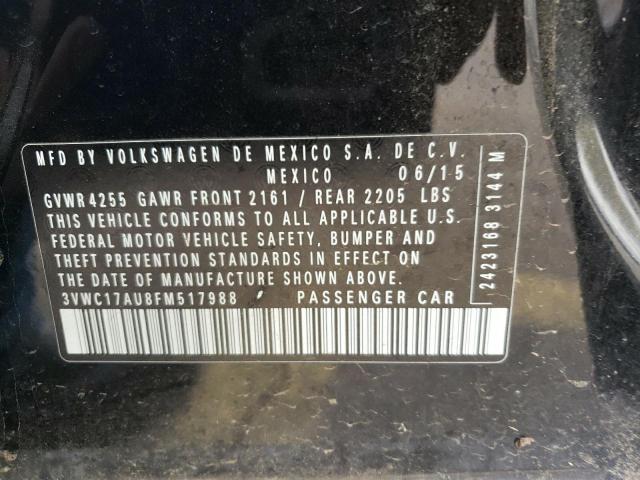 MFD BY VOLKSWAGEN DE MEXICO S.A. DE C.V.
MEXICO 06/15
GVWR 4255 GAWR FRONT 2161 / REAR 2205 LBS
THIS VEHICLE CONFORMS TO ALL APPLICABLE U.S.
FEDERAL MOTOR VEHICLE SAFETY, BUMPER AND
THEFT PREVENTION STANDARDS IN EFFECT ON
THE DATE OF MANUFACTURE SHOWN ABOVE.
3VWC17AU8FM517988 PASSENGER CAR
2423168 3144 M